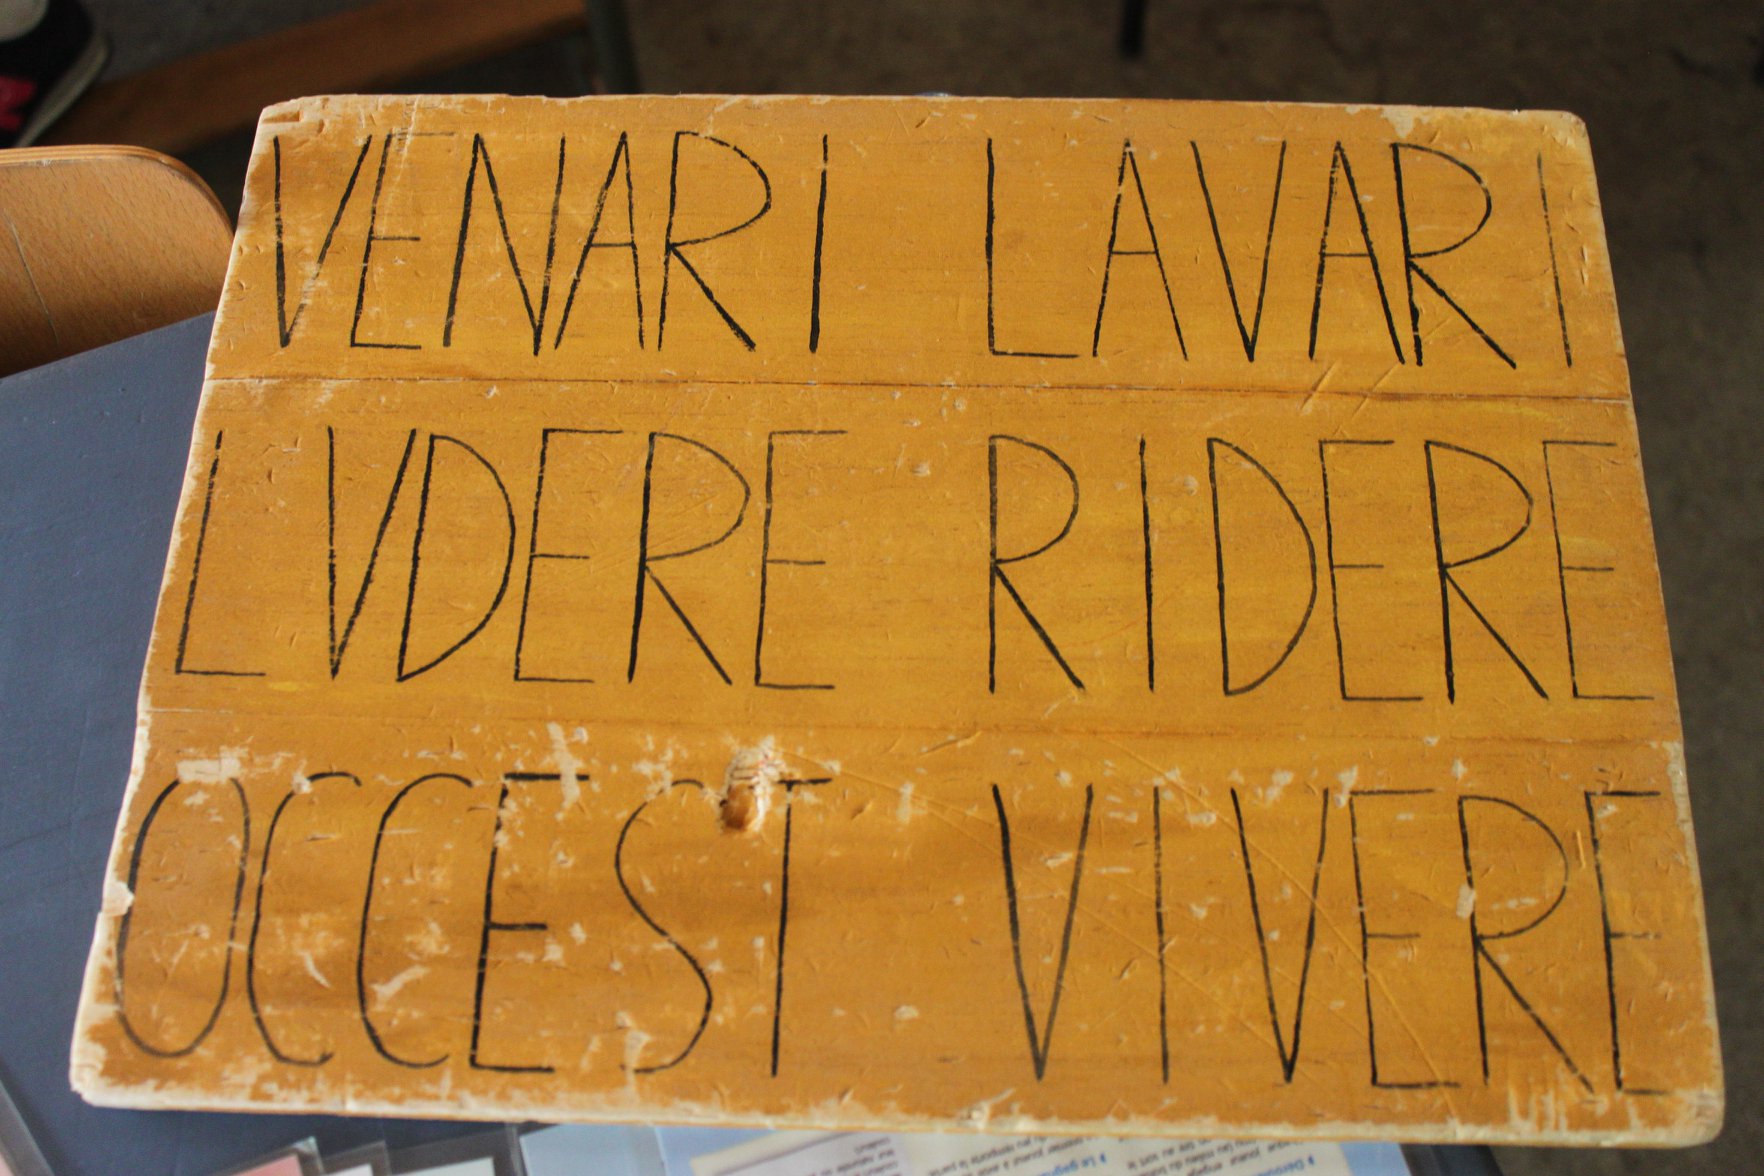 VENARI LAVARI
LVDERE RIDERE
OCCEST VIVERE